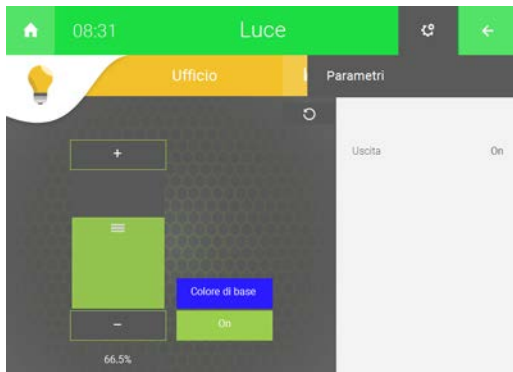 08:31
Luce
Ufficio
Parametri
Uscita On
+
Colore di base
On
−
66.5%